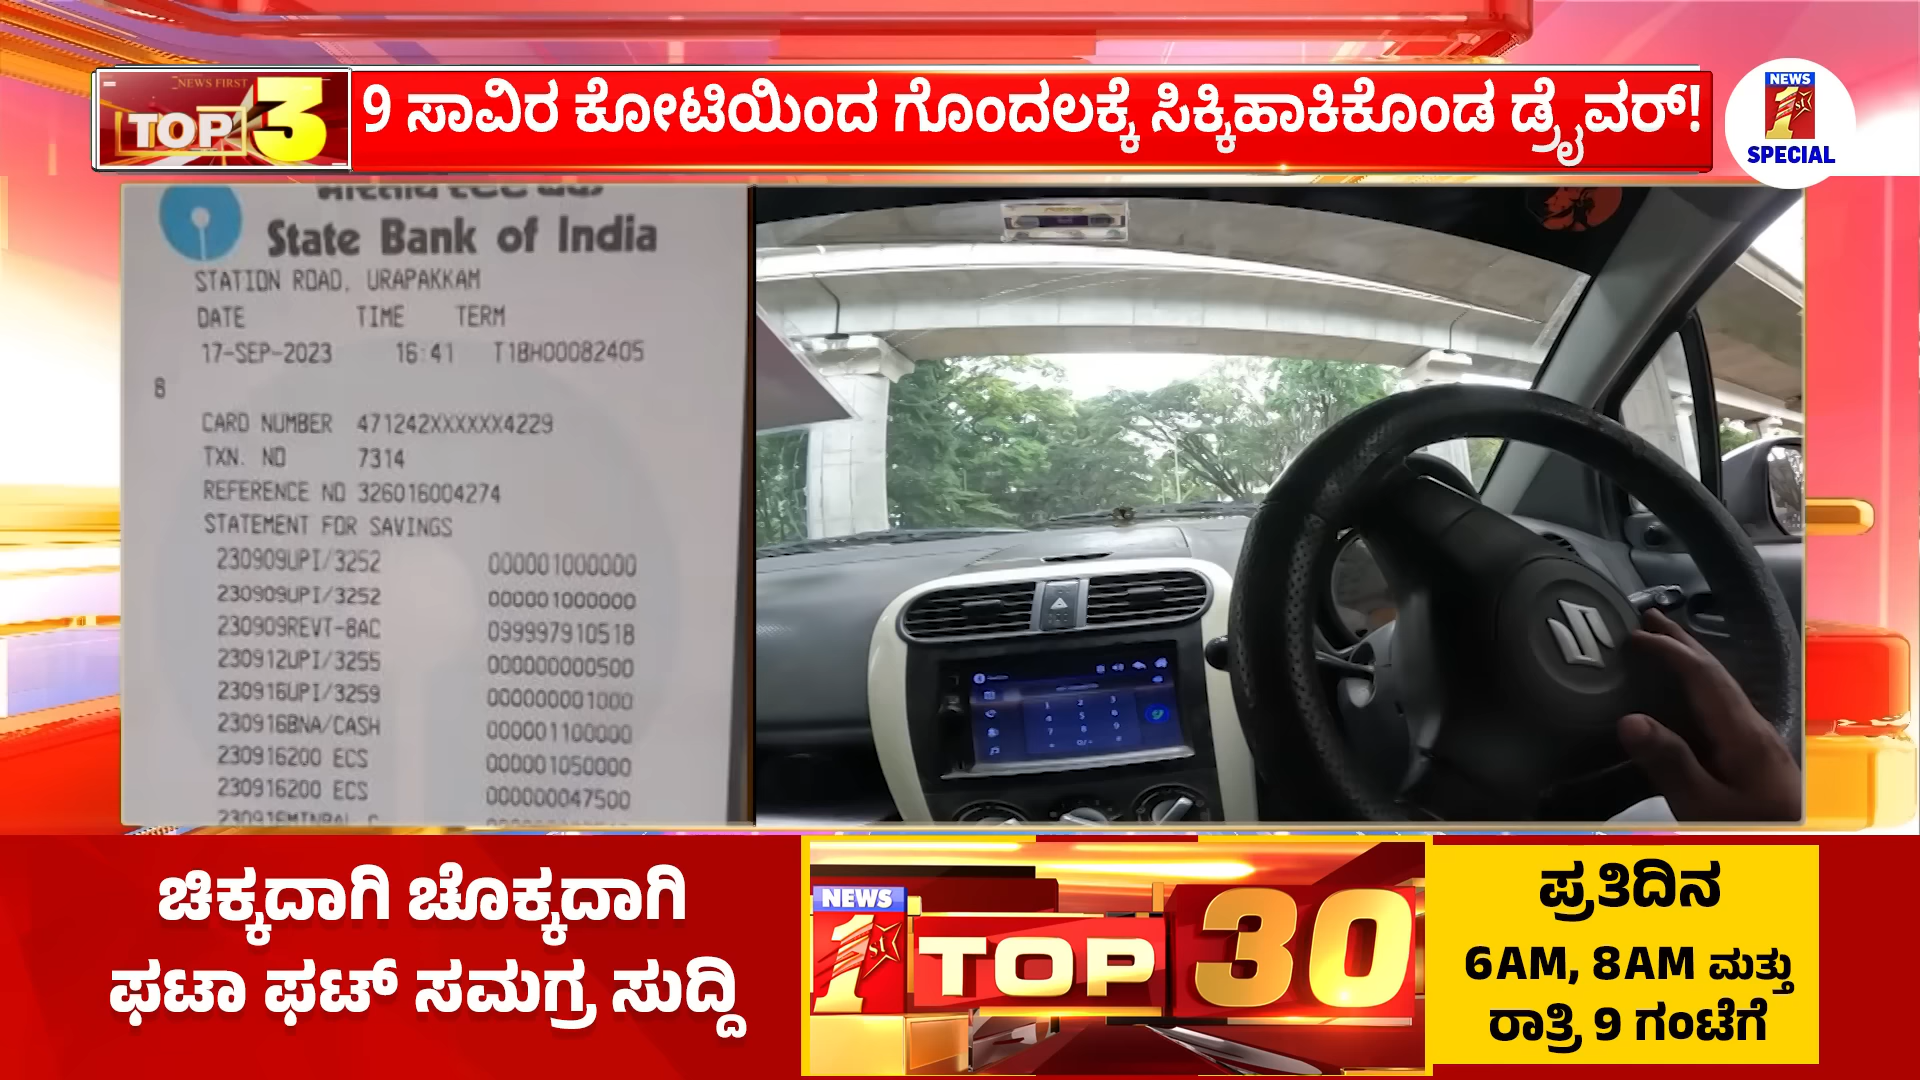 NEWS FIRST
TOP 3
9 ಸಾವಿರ ಕೋಟಿಯಿಂದ ಗೊಂದಲಕ್ಕೆ ಸಿಕ್ಕಿಹಾಕಿಕೊಂಡ ಡ್ರೈವರ್!
NEWS
1ST
SPECIAL
State Bank of India
STATION ROAD, URAPAKKAM
DATE TIME TERM
17-SEP-2023 16:41 T1BH00082405
8
CARD NUMBER 471242XXXXXX4229
TXN. NO 7314
REFERENCE NO 326016004274
STATEMENT FOR SAVINGS
230909UPI/3252 000001000000
230909UPI/3252 000001000000
230909REVT-BAC 099997910518
230912UPI/3255 000000000500
230916UPI/3259 000000001000
230916BNA/CASH 000001100000
230916200 ECS 000001050000
230916200 ECS 000000047500
230916MINBAL C
ಚಿಕ್ಕದಾಗಿ ಚೊಕ್ಕದಾಗಿ
ಫಟಾ ಫಟ್ ಸಮಗ್ರ ಸುದ್ದಿ
NEWS
1ST
TOP 30
ಪ್ರತಿದಿನ
6AM, 8AM ಮತ್ತು
ರಾತ್ರಿ 9 ಗಂಟೆಗೆ